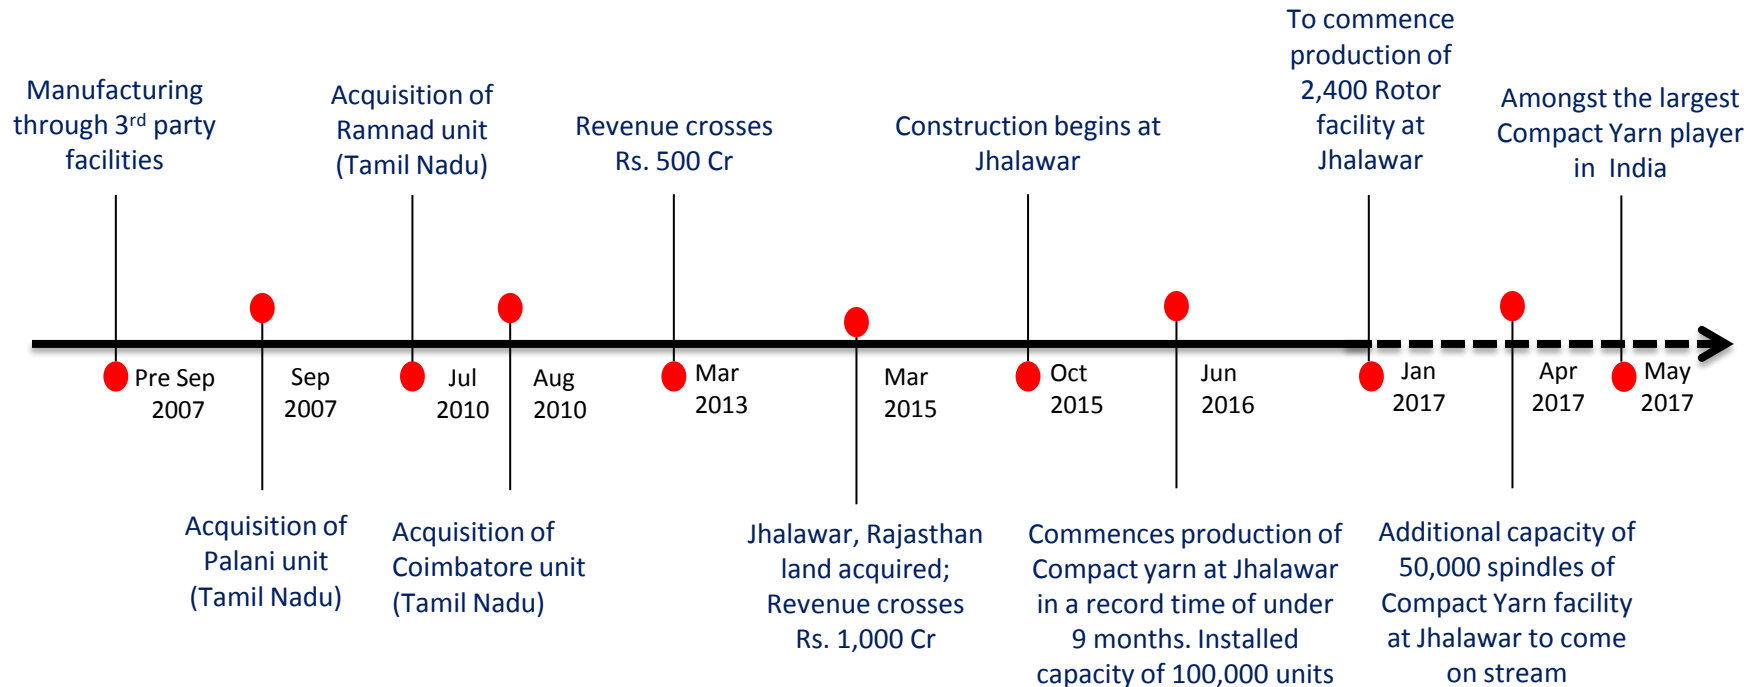 Manufacturing
through 3rd party
facilities
Acquisition of
Ramnad unit
(Tamil Nadu)
Revenue crosses
Rs. 500 Cr
Construction begins at
Jhalawar
To commence
production of
2,400 Rotor
facility at
Jhalawar
Amongst the largest
Compact Yarn player
in India
Pre Sep
2007
Sep
2007
Jul
2010
Aug
2010
Mar
2013
Mar
2015
Oct
2015
Jun
2016
Jan
2017
Apr
2017
May
2017
Acquisition of
Palani unit
(Tamil Nadu)
Acquisition of
Coimbatore unit
(Tamil Nadu)
Jhalawar, Rajasthan
land acquired;
Revenue crosses
Rs. 1,000 Cr
Commences production of
Compact yarn at Jhalawar
in a record time of under
9 months. Installed
capacity of 100,000 units
Additional capacity of
50,000 spindles of
Compact Yarn facility
at Jhalawar to come
on stream